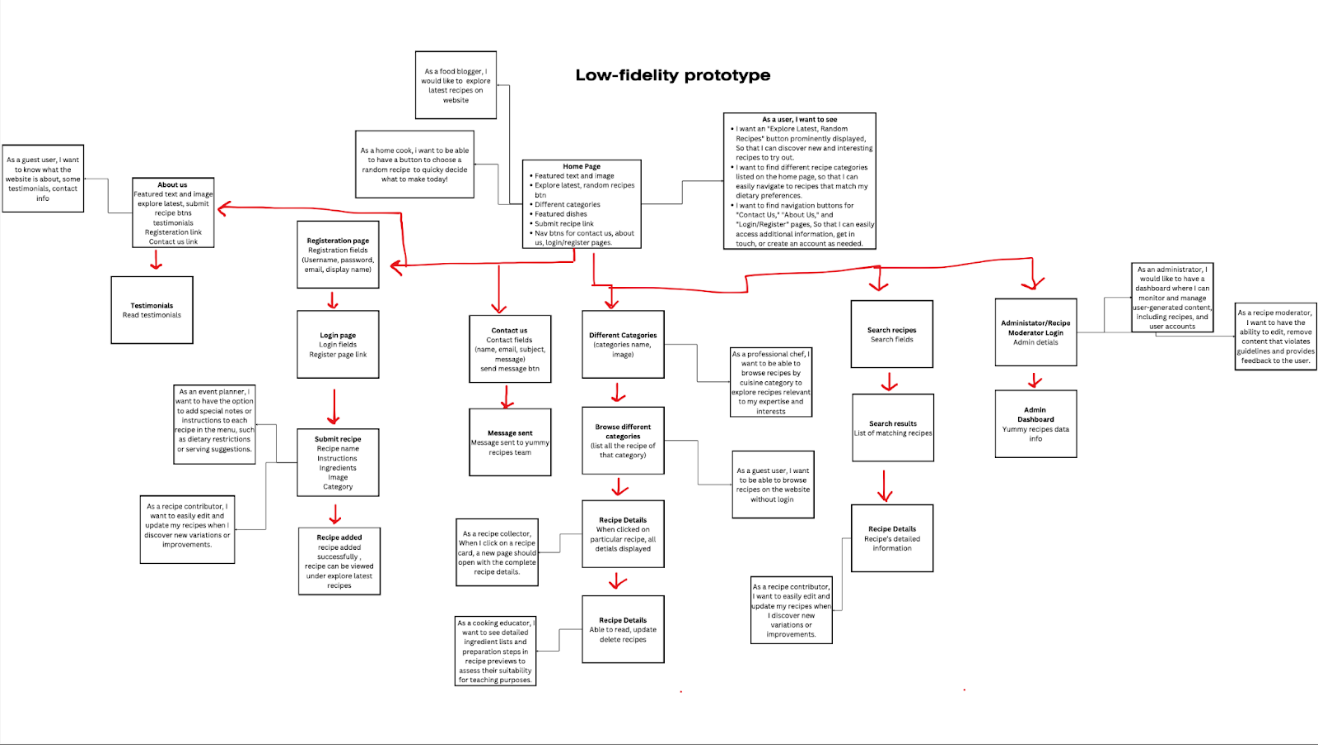 Low-fidelity prototype
As a food blogger, I
would like to explore
latest recipes on
website
As a home cook, i want to be able
to have a button to choose a
random recipe to quicky decide
what to make today!
Home Page
• Featured text and image
• Explore latest, random recipes
btn
• Different categories
• Featured dishes
• Submit recipe link
• Nav btns for contact us, about
us, login/register pages.
As a user, I want to see
• I want an "Explore Latest, Random
Recipes" button prominently displayed,
So that I can discover new and interesting
recipes to try out.
• I want to find different recipe categories
listed on the home page, so that I can
easily navigate to recipes that match my
dietary preferences.
• I want to find navigation buttons for
"Contact Us," "About Us," and
"Login/Register" pages, So that I can easily
access additional information, get in
touch, or create an account as needed.
As a guest user, I want
to know what the
website is about, some
testimonials, contact
info
About us
Featured text and image
explore latest, submit
recipe btns
testimonials
Registeration link
Contact us link
Testimonials
Read testimonials
Registeration page
Registration fields
(Username, password,
email, display name)
Login page
Login fields
Register page link
As an event planner, I
want to have the option
to add special notes or
instructions to each
recipe in the menu, such
as dietary restrictions
or serving suggestions.
Submit recipe
Recipe name
Instructions
Ingredients
Image
Category
As a recipe contributor, I
want to easily edit and
update my recipes when I
discover new variations or
improvements.
Recipe added
recipe added
successfully ,
recipe can be viewed
under explore latest
recipes
Contact us
Contact fields
(name, email, subject,
message)
send message btn
Message sent
Message sent to yummy
recipes team
Different Categories
(categories name,
image)
As a professional chef, I
want to be able to
browse recipes by
cuisine category to
explore recipes relevant
to my expertise and
interests
Browse different
categories
(list all the recipe of
that category)
As a guest user, I want
to be able to browse
recipes on the website
without login
Recipe Details
When clicked on
particular recipe, all
detials displayed
As a recipe collector,
When I click on a recipe
card, a new page should
open with the complete
recipe details.
Recipe Details
Able to read, update
delete recipes
As a cooking educator, I
want to see detailed
ingredient lists and
preparation steps in
recipe previews to
assess their suitability
for teaching purposes.
Search recipes
Search fields
Search results
List of matching recipes
Recipe Details
Recipe's detailed
information
As a recipe contributor,
I want to easily edit and
update my recipes when
I discover new
variations or
improvements.
Administator/Recipe
Moderator Login
Admin detials
As an administrator, I
would like to have a
dashboard where I can
monitor and manage
user-generated content,
including recipes, and
user accounts
As a recipe moderator,
I want to have the
ability to edit, remove
content that violates
guidelines and provides
feedback to the user.
Admin
Dashboard
Yummy recipes data
info